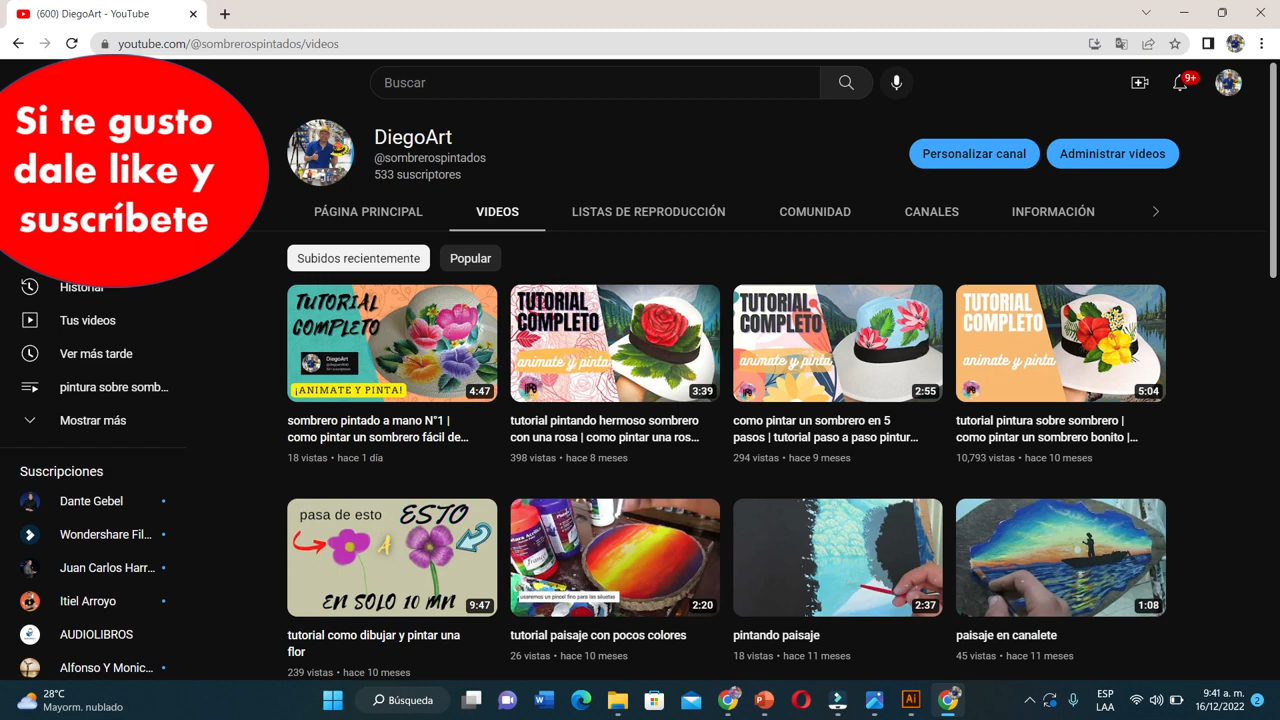 (600) DiegoArt - YouTube
youtube.com/@sombrerospintados/videos
Si te gusto
dale like y
suscríbete
Buscar
9+
DiegoArt
@sombrerospintados
533 suscriptores
Personalizar canal
Administrar videos
PÁGINA PRINCIPAL
VIDEOS
LISTAS DE REPRODUCCIÓN
COMUNIDAD
CANALES
INFORMACIÓN
Subidos recientemente
Popular
Historial
Tus videos
Ver más tarde
pintura sobre somb...
Mostrar más
Suscripciones
Dante Gebel
Wondershare Fil...
Juan Carlos Harr...
Itiel Arroyo
AUDIOLIBROS
Alfonso Y Monic...
TUTORIAL
COMPLETO
DiegoArt
¡ANIMATE Y PINTA!
4:47
sombrero pintado a mano N°1 |
como pintar un sombrero fácil de...
18 vistas • hace 1 día
TUTORIAL
COMPLETO
animate y pinta
3:39
tutorial pintando hermoso sombrero
con una rosa | como pintar una ros...
398 vistas • hace 8 meses
TUTORIAL
COMPLETO
animate y pinta
2:55
como pintar un sombrero en 5
pasos | tutorial paso a paso pintur...
294 vistas • hace 9 meses
TUTORIAL
COMPLETO
animate y pinta
5:04
tutorial pintura sobre sombrero |
como pintar un sombrero bonito |...
10,793 vistas • hace 10 meses
pasa de esto
ESTO
A
EN SOLO 10 MN
9:47
tutorial como dibujar y pintar una
flor
239 vistas • hace 10 meses
usaremos un pincel fino para las siluetas
2:20
tutorial paisaje con pocos colores
26 vistas • hace 10 meses
2:37
pintando paisaje
18 vistas • hace 11 meses
1:08
paisaje en canalete
45 vistas • hace 11 meses
28°C
Mayorm. nublado
Búsqueda
ESP
LAA
9:41 a. m.
16/12/2022
2